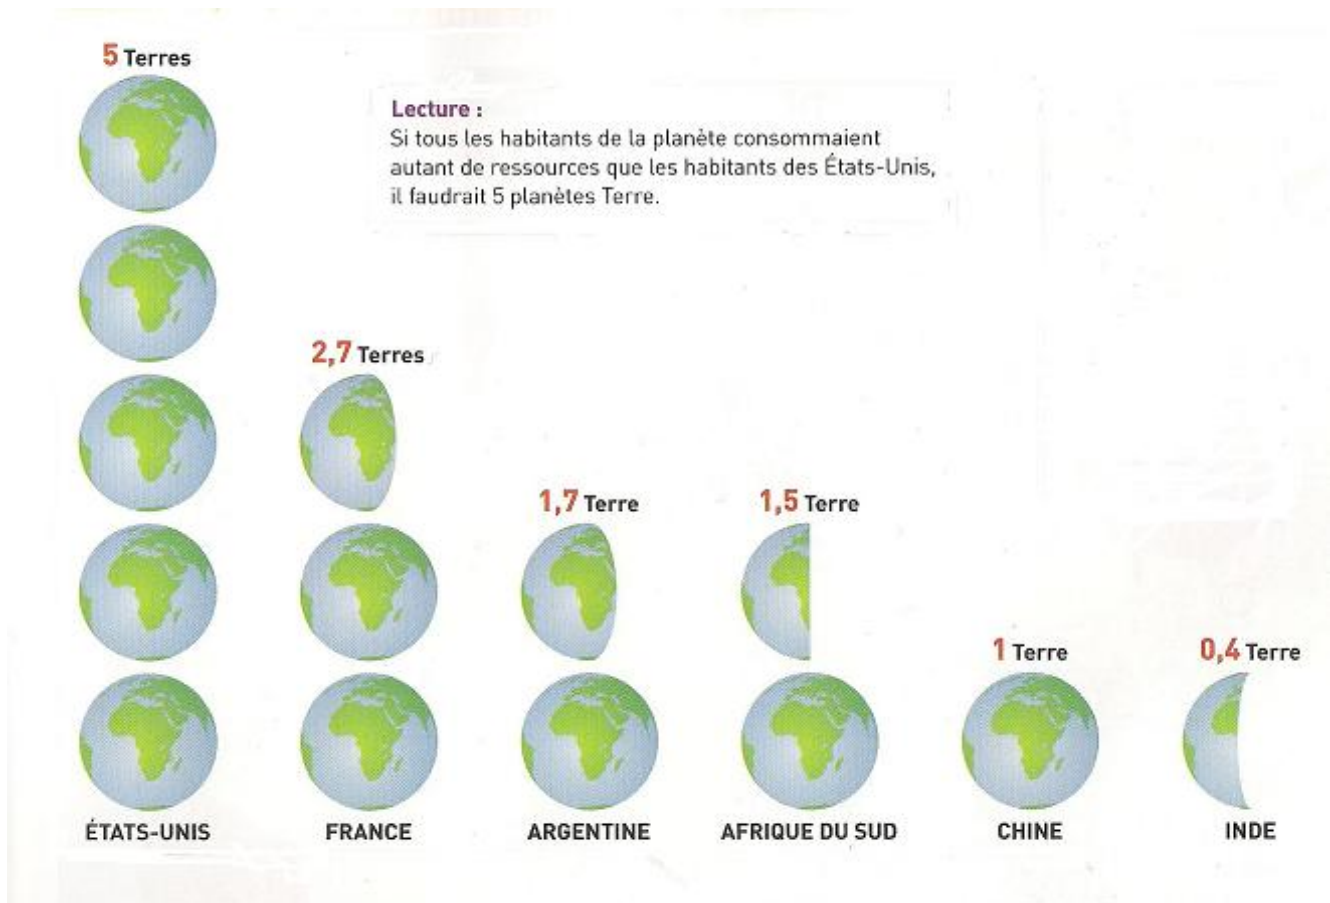 5 Terres
Lecture :
Si tous les habitants de la planète consommaient
autant de ressources que les habitants des États-Unis,
il faudrait 5 planètes Terre.
2,7 Terres
1,7 Terre
1,5 Terre
1 Terre
0,4 Terre
ÉTATS-UNIS
FRANCE
ARGENTINE
AFRIQUE DU SUD
CHINE
INDE